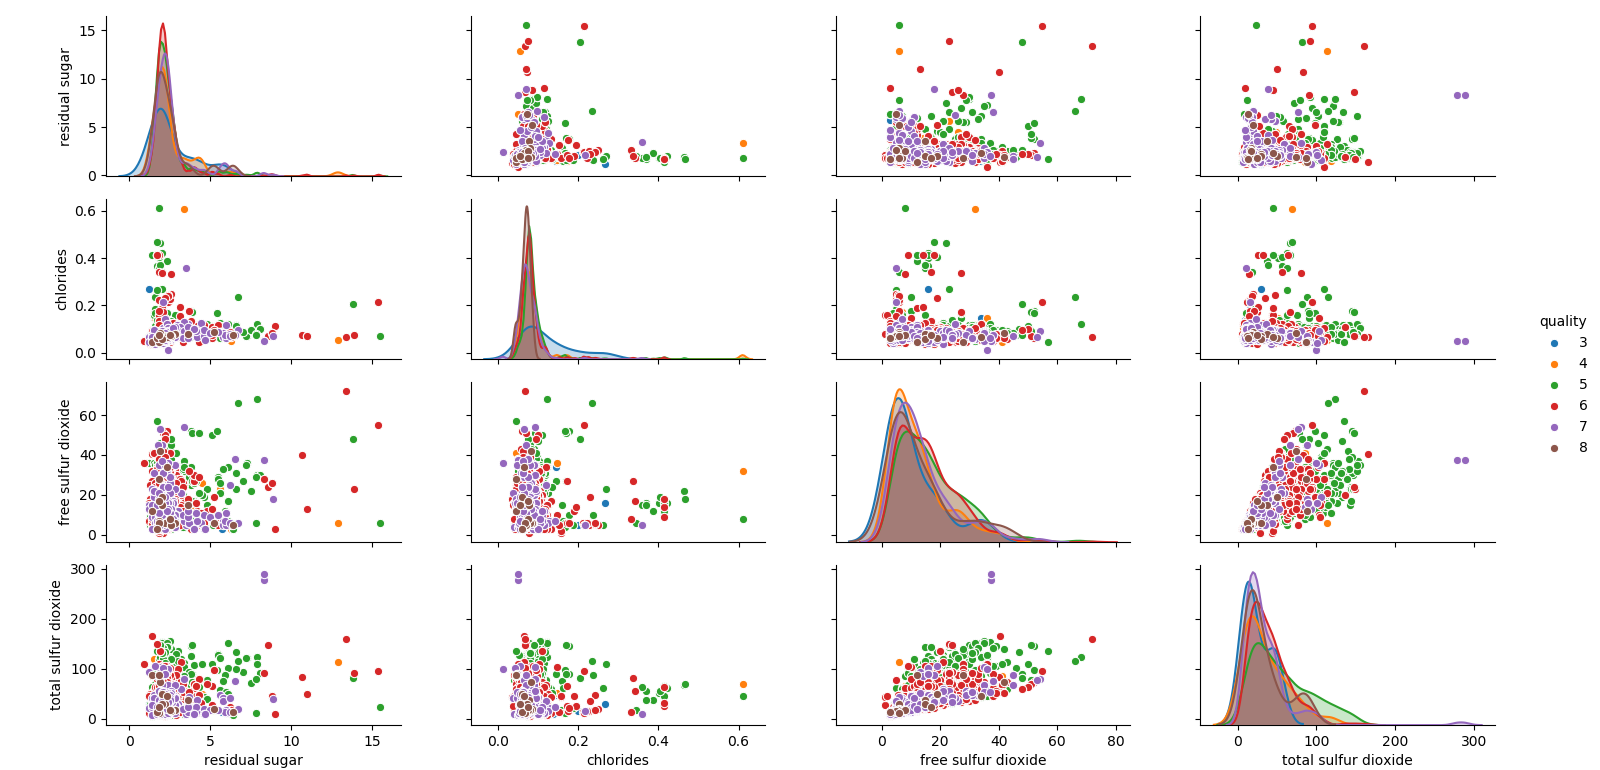 15
10
5
0
residual sugar
0.6
0.4
0.2
0.0
chlorides
quality
3
4
5
6
7
8
60
40
20
0
free sulfur dioxide
300
200
100
0
total sulfur dioxide
0 5 10 15
0.0 0.2 0.4 0.6
0 20 40 60 80
0 100 200 300
residual sugar
chlorides
free sulfur dioxide
total sulfur dioxide